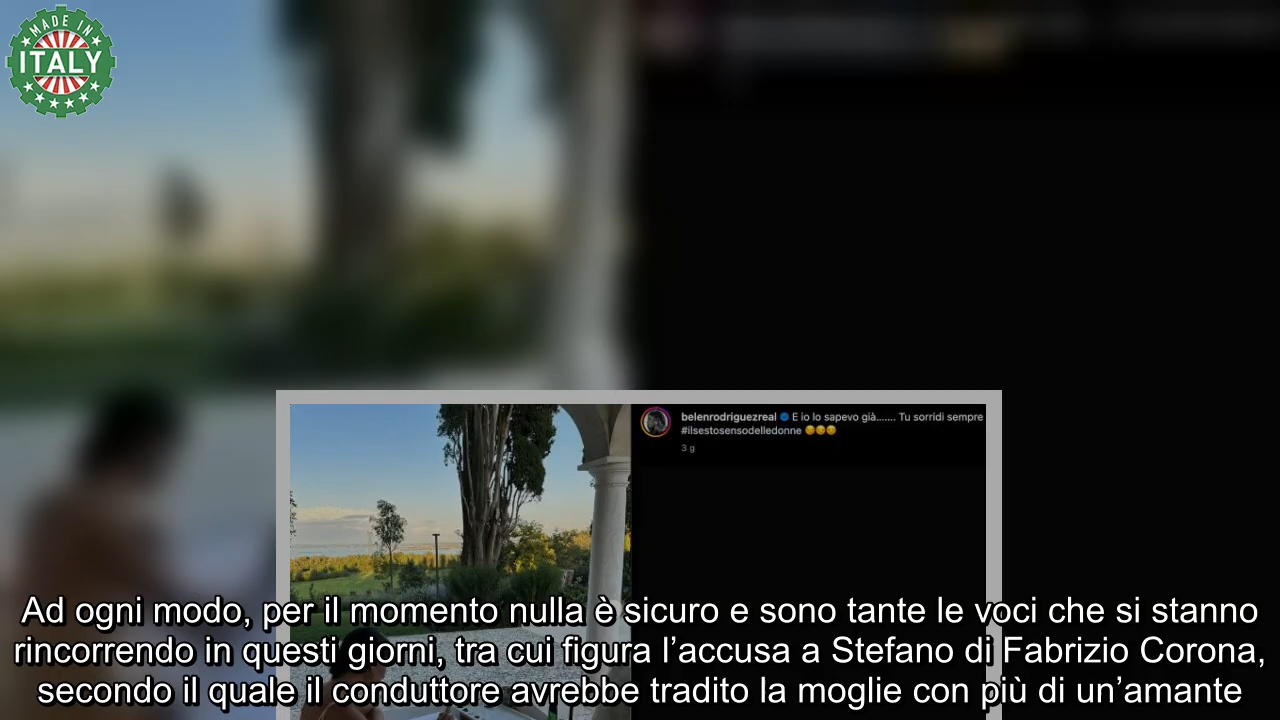 MADE IN
ITALY
belenrodriguezreal E io lo sapevo già....... Tu sorridi sempre
#ilsestosensodelledonne 😏😏😏
3 g
Ad ogni modo, per il momento nulla è sicuro e sono tante le voci che si stanno
rincorrendo in questi giorni, tra cui figura l’accusa a Stefano di Fabrizio Corona,
secondo il quale il conduttore avrebbe tradito la moglie con più di un’amante